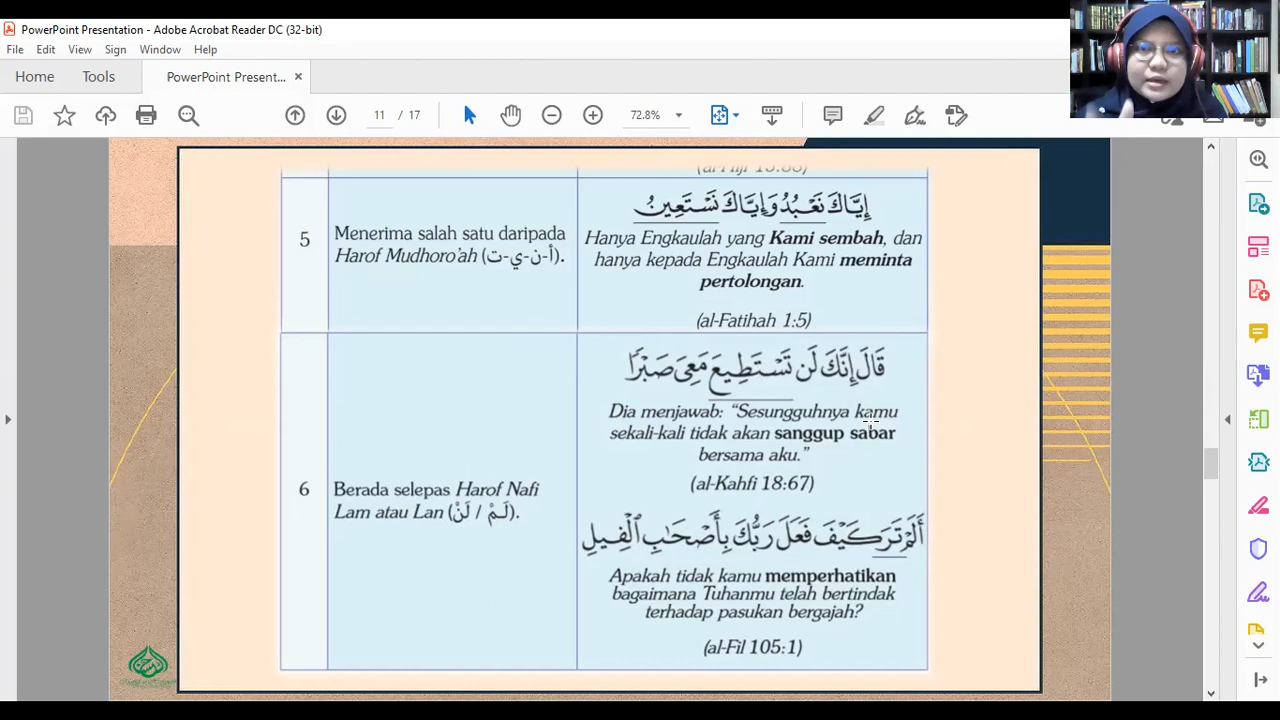 PowerPoint Presentation - Adobe Acrobat Reader DC (32-bit)
File Edit View Sign Window Help
Home Tools PowerPoint Present... ×
11 / 17 72.8%
5
Menerima salah satu daripada
Harof Mudhoro'ah (أ-ن-ي-ت).
إِيَّاكَ نَعْبُدُ وَإِيَّاكَ نَسْتَعِينُ
Hanya Engkaulah yang Kami sembah, dan
hanya kepada Engkaulah Kami meminta
pertolongan.
(al-Fatihah 1:5)
6
Berada selepas Harof Nafi
Lam atau Lan (لَمْ / لَنْ).
قَالَ إِنَّكَ لَن تَسْتَطِيعَ مَعِىَ صَبْرًا
Dia menjawab: “Sesungguhnya kamu
sekali-kali tidak akan sanggup sabar
bersama aku.”
(al-Kahfi 18:67)
أَلَمْ تَرَ كَيْفَ فَعَلَ رَبُّكَ بِأَصْحَٰبِ ٱلْفِيلِ
Apakah tidak kamu memperhatikan
bagaimana Tuhanmu telah bertindak
terhadap pasukan bergajah?
(al-Fil 105:1)